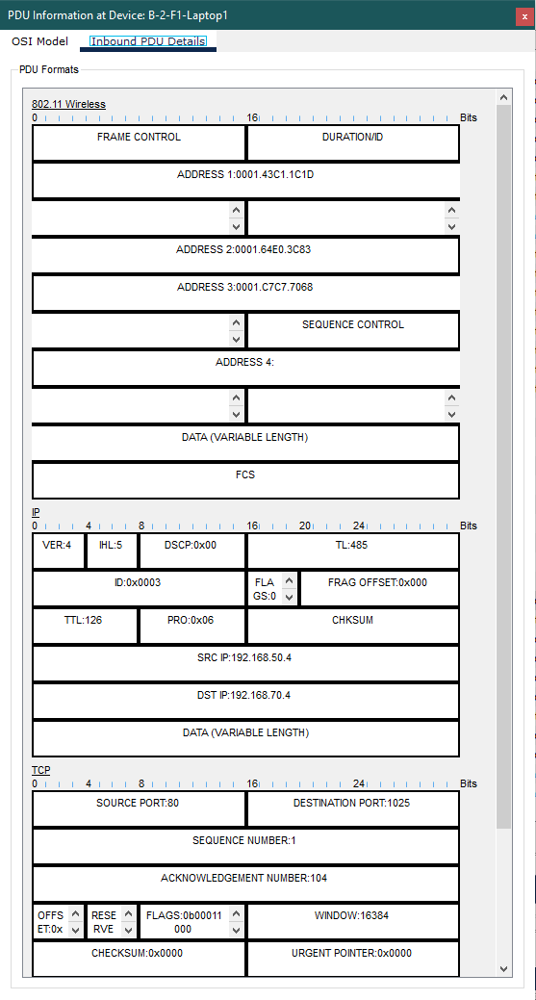 PDU Information at Device: B-2-F1-Laptop1
x
OSI Model Inbound PDU Details
PDU Formats
802.11 Wireless
0 16 Bits
FRAME CONTROL DURATION/ID
ADDRESS 1:0001.43C1.1C1D
ADDRESS 2:0001.64E0.3C83
ADDRESS 3:0001.C7C7.7068
SEQUENCE CONTROL
ADDRESS 4:
DATA (VARIABLE LENGTH)
FCS
IP
0 4 8 16 20 24 Bits
VER:4 IHL:5 DSCP:0x00 TL:485
ID:0x0003 FLA
GS:0 FRAG OFFSET:0x000
TTL:126 PRO:0x06 CHKSUM
SRC IP:192.168.50.4
DST IP:192.168.70.4
DATA (VARIABLE LENGTH)
TCP
0 4 8 16 24 Bits
SOURCE PORT:80 DESTINATION PORT:1025
SEQUENCE NUMBER:1
ACKNOWLEDGEMENT NUMBER:104
OFFS RESE FLAGS:0b00011 WINDOW:16384
ET:0x RVE 000
CHECKSUM:0x0000 URGENT POINTER:0x0000